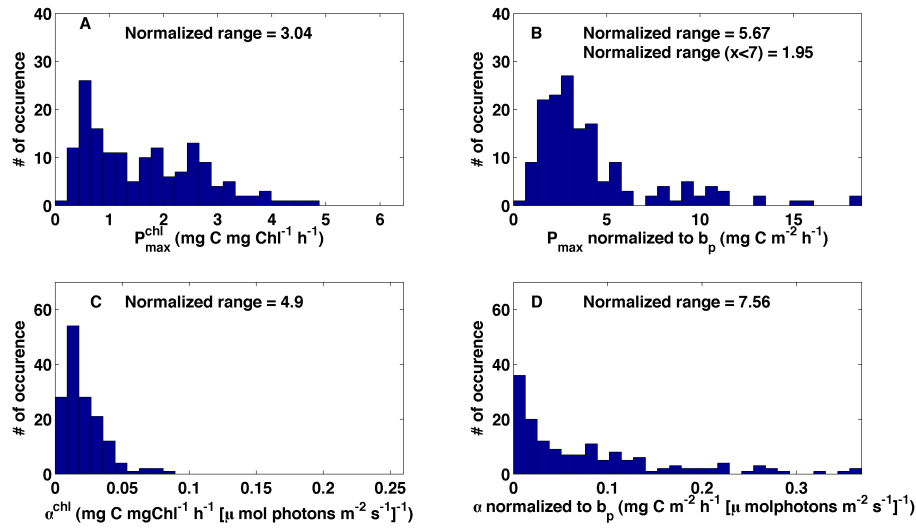 A
Normalized range = 3.04
# of occurence
40
30
20
10
0
0 1 2 3 4 5 6
P_max^chl (mg C mg Chl^-1 h^-1)
B
Normalized range = 5.67
Normalized range (x<7) = 1.95
# of occurence
40
30
20
10
0
0 5 10 15
P_max normalized to b_p (mg C m^-2 h^-1)
C
Normalized range = 4.9
# of occurence
60
40
20
0
0 0.05 0.1 0.15 0.2 0.25
α^chl (mg C mgChl^-1 h^-1 [μ mol photons m^-2 s^-1]^-1)
D
Normalized range = 7.56
# of occurence
60
40
20
0
0 0.1 0.2 0.3
α normalized to b_p (mg C m^-2 h^-1 [μ molphotons m^-2 s^-1]^-1)